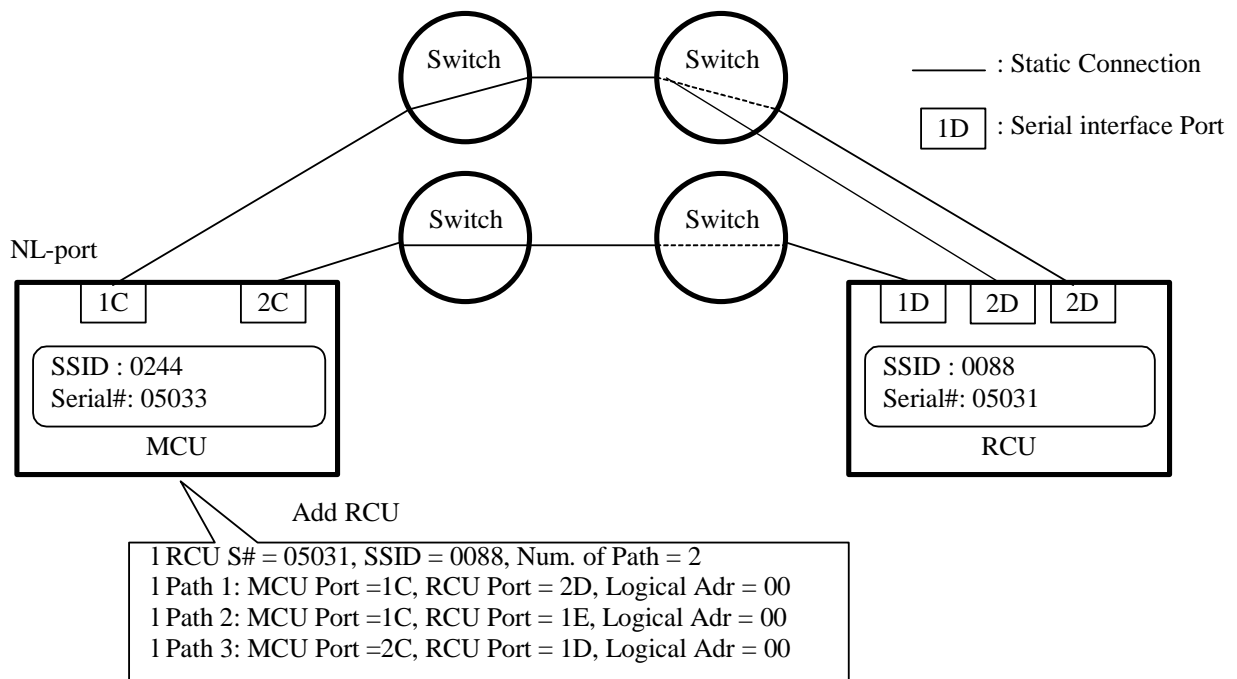 Switch
Switch
: Static Connection
1D
: Serial interface Port
Switch
Switch
NL-port
1C
2C
1D
2D
2D
SSID : 0244
Serial#: 05033
MCU
SSID : 0088
Serial#: 05031
RCU
Add RCU
l RCU S# = 05031, SSID = 0088, Num. of Path = 2
l Path 1: MCU Port =1C, RCU Port = 2D, Logical Adr = 00
l Path 2: MCU Port =1C, RCU Port = 1E, Logical Adr = 00
l Path 3: MCU Port =2C, RCU Port = 1D, Logical Adr = 00